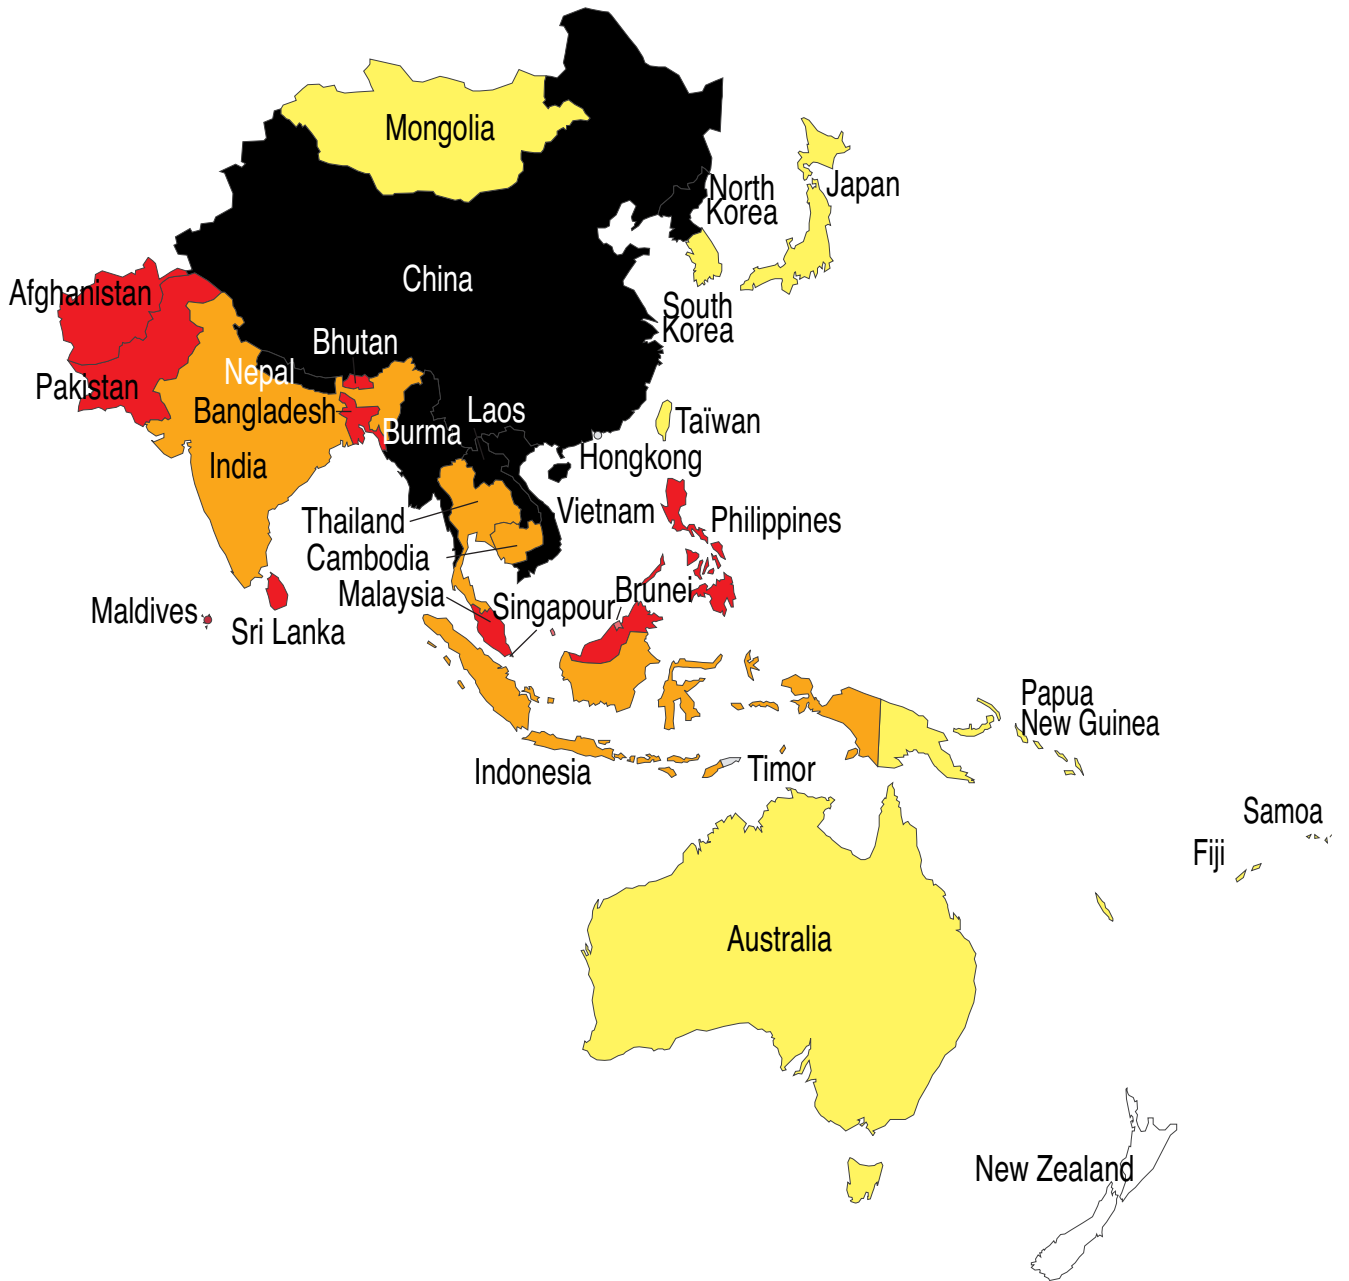 Mongolia
North
Korea
Japan
Afghanistan
China
South
Korea
Bhutan
Nepal
Pakistan
Bangladesh
Laos
Burma
Taïwan
India
Hongkong
Thailand
Vietnam
Philippines
Cambodia
Malaysia
Singapour
Brunei
Maldives
Sri Lanka
Papua
New Guinea
Indonesia
Timor
Samoa
Fiji
Australia
New Zealand